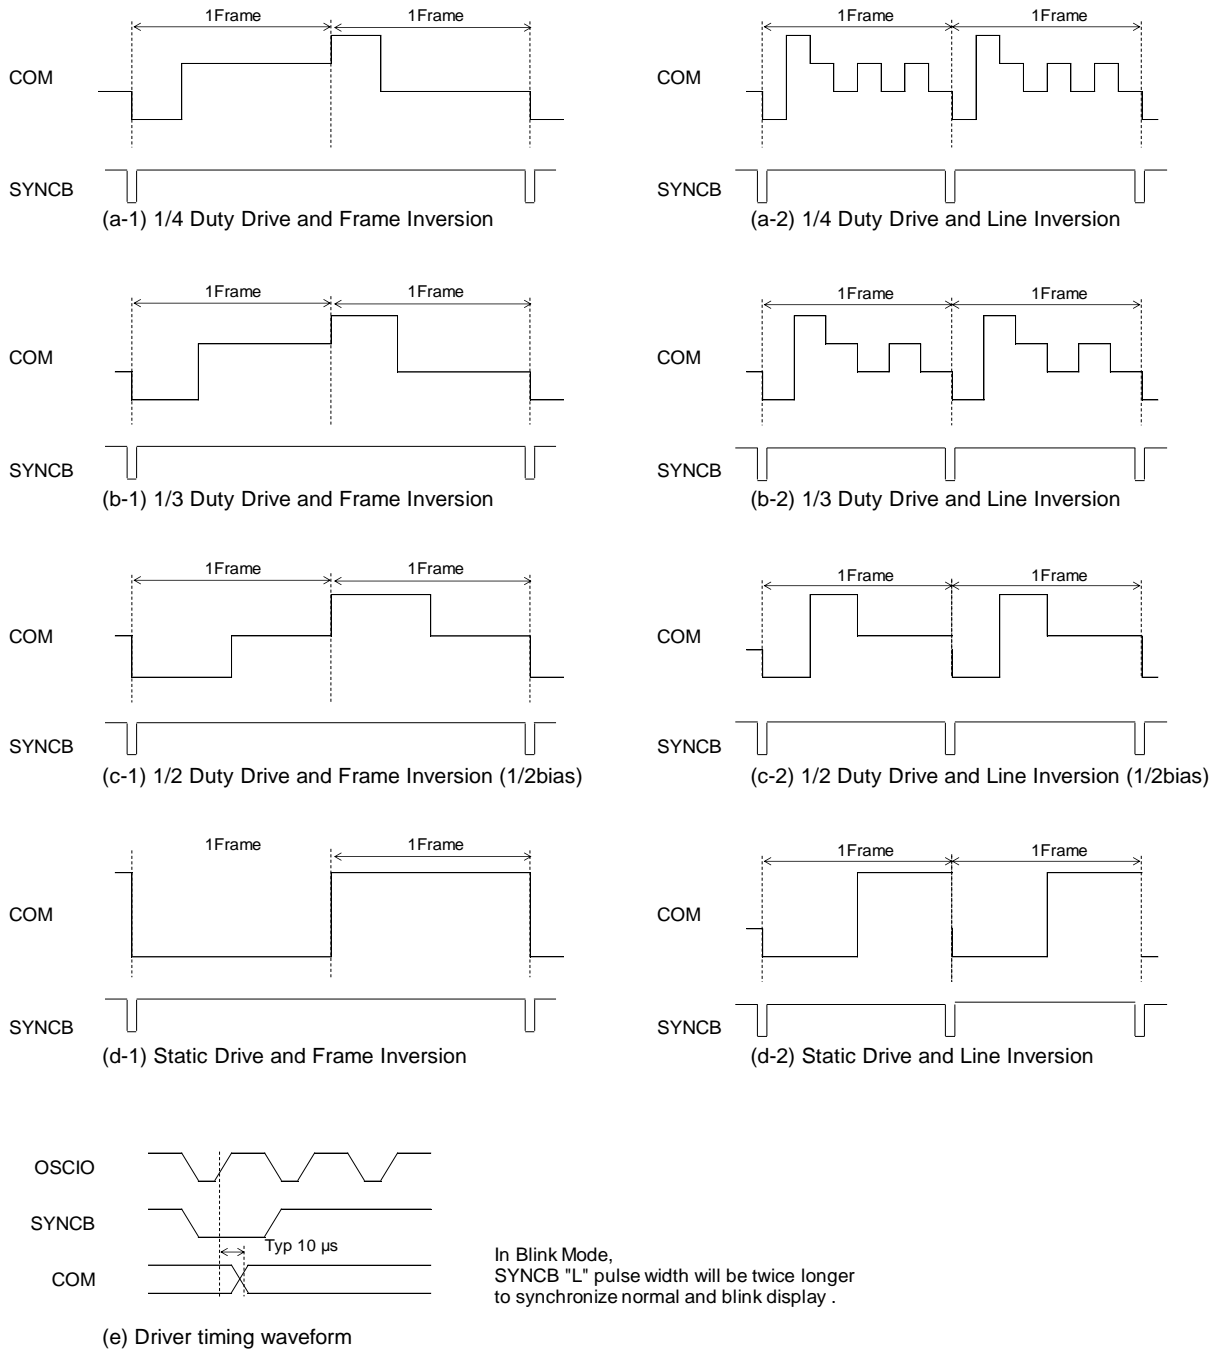 1Frame 1Frame
COM
SYNCB
(a-1) 1/4 Duty Drive and Frame Inversion
1Frame 1Frame
COM
SYNCB
(a-2) 1/4 Duty Drive and Line Inversion
1Frame 1Frame
COM
SYNCB
(b-1) 1/3 Duty Drive and Frame Inversion
1Frame 1Frame
COM
SYNCB
(b-2) 1/3 Duty Drive and Line Inversion
1Frame 1Frame
COM
SYNCB
(c-1) 1/2 Duty Drive and Frame Inversion (1/2bias)
1Frame 1Frame
COM
SYNCB
(c-2) 1/2 Duty Drive and Line Inversion (1/2bias)
1Frame 1Frame
COM
SYNCB
(d-1) Static Drive and Frame Inversion
1Frame 1Frame
COM
SYNCB
(d-2) Static Drive and Line Inversion
OSCIO
SYNCB
Typ 10 µs
COM
(e) Driver timing waveform
In Blink Mode,
SYNCB "L" pulse width will be twice longer
to synchronize normal and blink display .